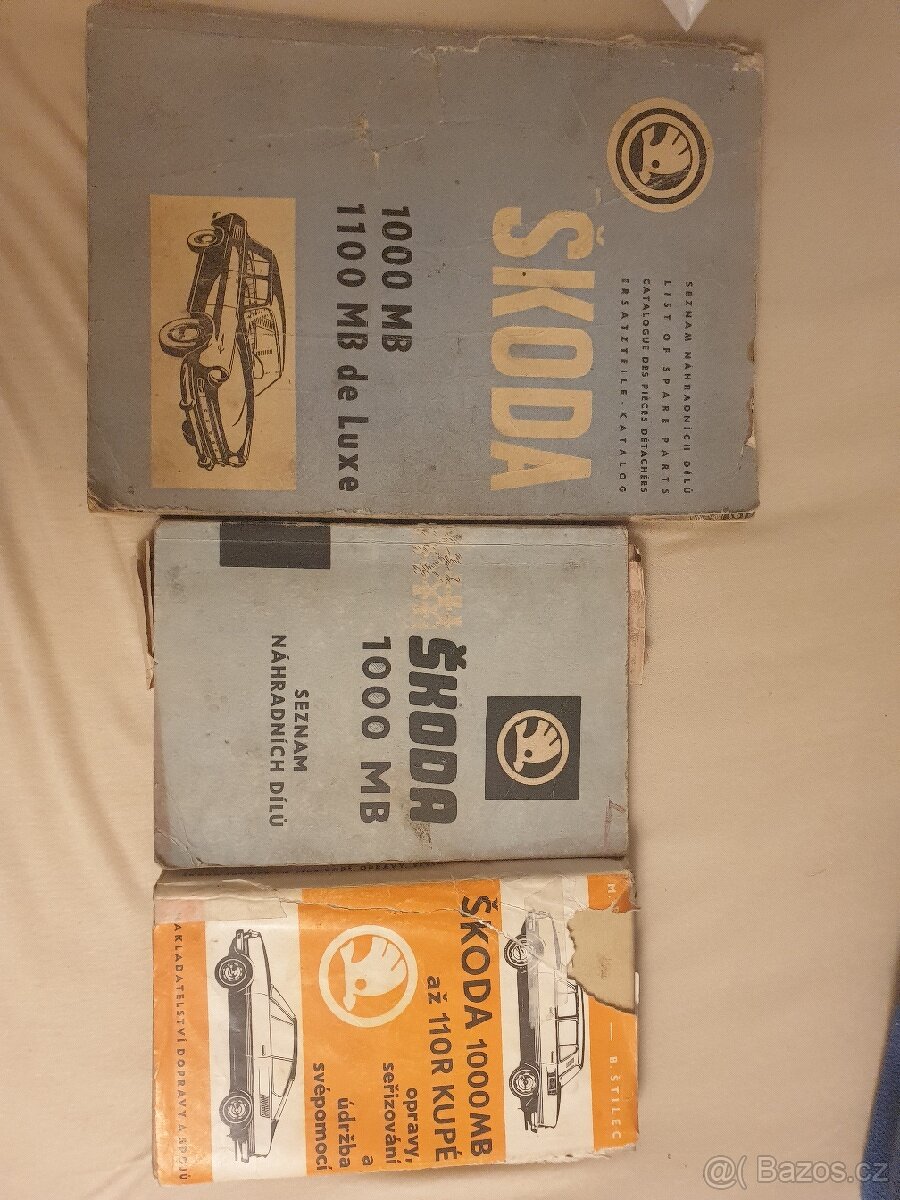 SEZNAM NÁHRADNÍCH DÍLŮ
LIST OF SPARE PARTS
CATALOGUE DES PIÈCES DÉTACHÉES
ERSATZTEILE - KATALOG
ŠKODA
1000 MB
1100 MB de Luxe
ŠKODA
1000 MB
SEZNAM
NÁHRADNÍCH DÍLŮ
M
B. ŠTILEC
ŠKODA 1000MB
až 110R KUPÉ
opravy,
seřizování
a
údržba
svépomocí
AKLADATELSTVÍ DOPRAVY A SPOJŮ
@( Bazos.cz